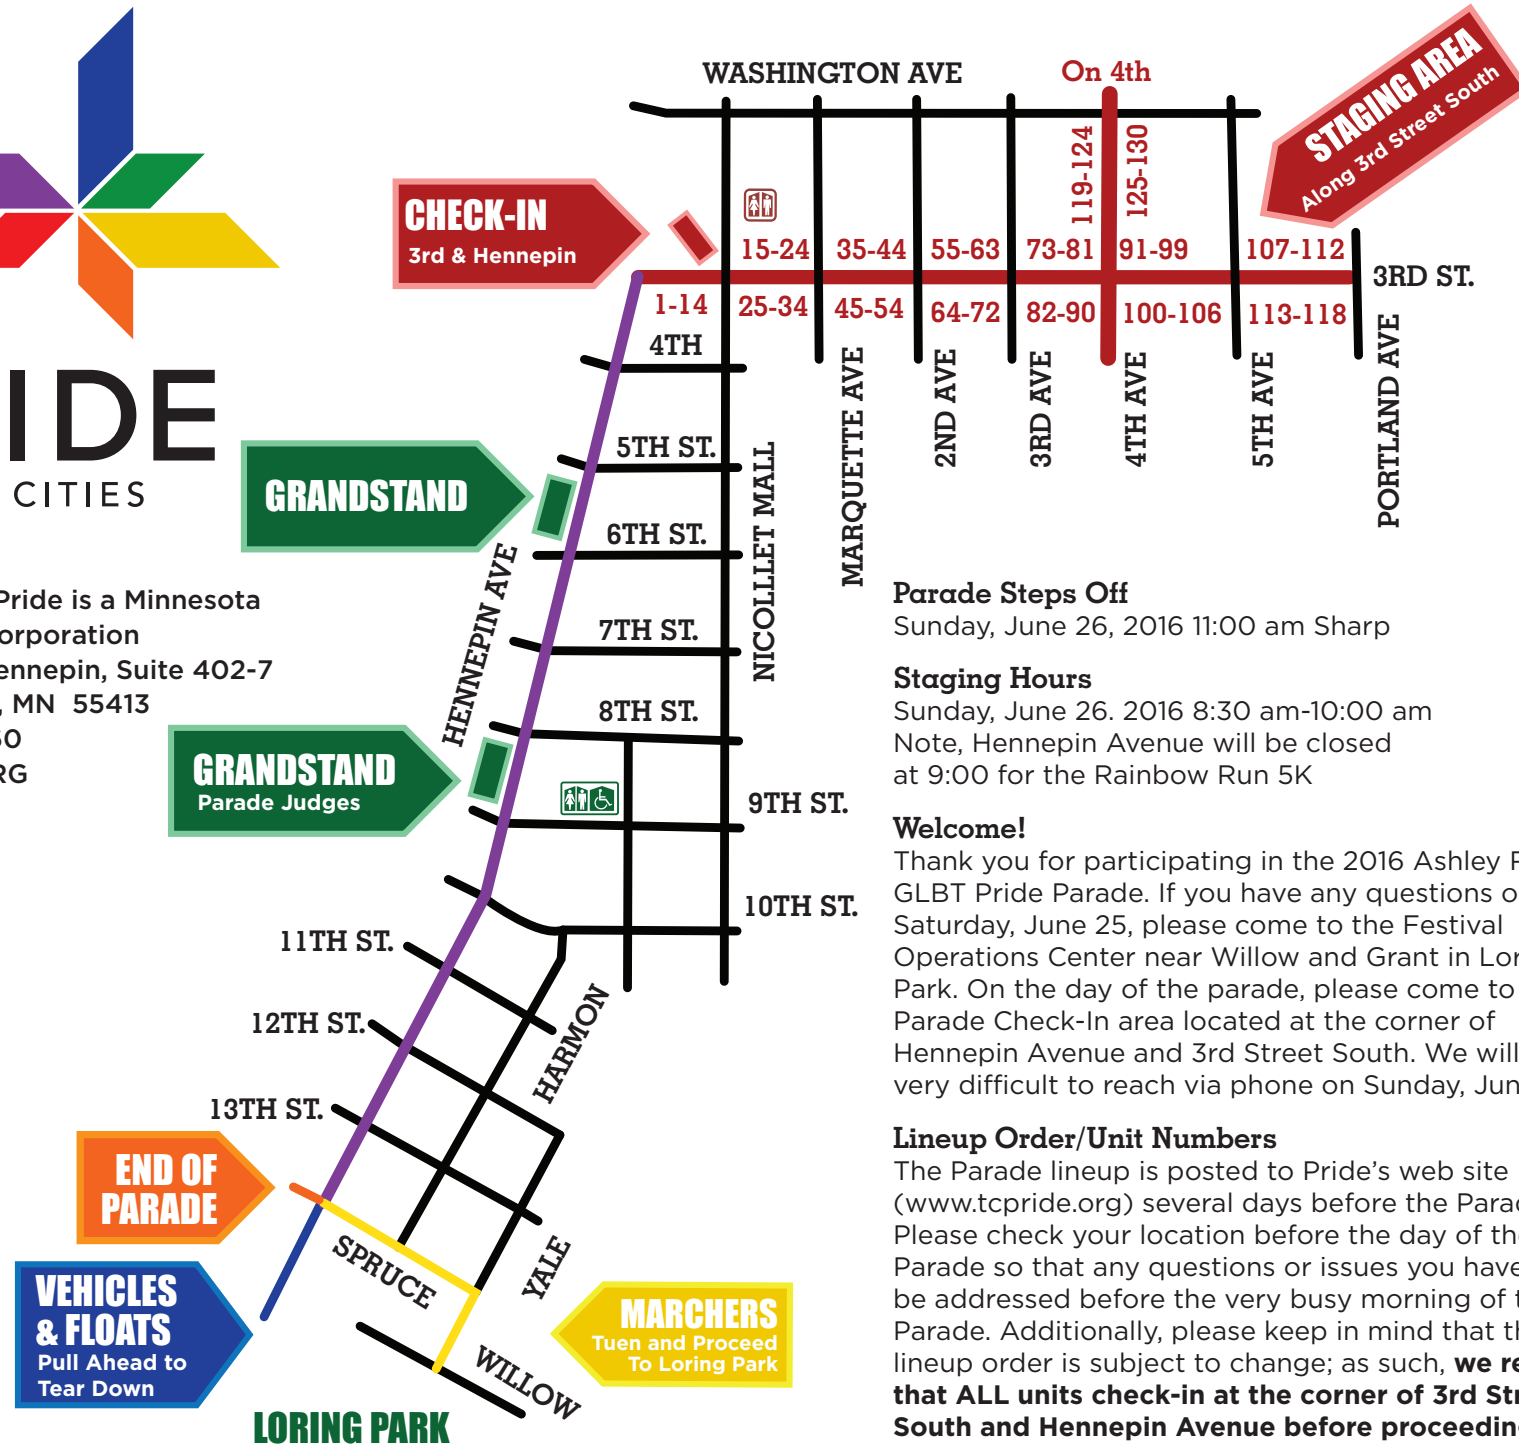 WASHINGTON AVE
On 4th
STAGING AREA
Along 3rd Street South
119-124
125-130
CHECK-IN
3rd & Hennepin
15-24
35-44
55-63
73-81
91-99
107-112
3RD ST.
1-14
25-34
45-54
64-72
82-90
100-106
113-118
4TH
MARQUETTE AVE
2ND AVE
3RD AVE
4TH AVE
5TH AVE
PORTLAND AVE
IDE
CITIES
GRANDSTAND
5TH ST.
6TH ST.
NICOLLET MALL
HENNEPIN AVE
7TH ST.
8TH ST.
Pride is a Minnesota
orporation
ennepin, Suite 402-7
, MN 55413
60
RG
GRANDSTAND
Parade Judges
9TH ST.
10TH ST.
11TH ST.
12TH ST.
HARMON
13TH ST.
END OF
PARADE
SPRUCE
YALE
VEHICLES
& FLOATS
Pull Ahead to
Tear Down
MARCHERS
Tuen and Proceed
To Loring Park
WILLOW
LORING PARK
Parade Steps Off
Sunday, June 26, 2016 11:00 am Sharp
Staging Hours
Sunday, June 26. 2016 8:30 am-10:00 am
Note, Hennepin Avenue will be closed
at 9:00 for the Rainbow Run 5K
Welcome!
Thank you for participating in the 2016 Ashley
GLBT Pride Parade. If you have any questions o
Saturday, June 25, please come to the Festival
Operations Center near Willow and Grant in Lor
Park. On the day of the parade, please come to
Parade Check-In area located at the corner of
Hennepin Avenue and 3rd Street South. We will
very difficult to reach via phone on Sunday, Jun
Lineup Order/Unit Numbers
The Parade lineup is posted to Pride's web site
(www.tcpride.org) several days before the Parad
Please check your location before the day of the
Parade so that any questions or issues you have
be addressed before the very busy morning of t
Parade. Additionally, please keep in mind that th
lineup order is subject to change; as such, we re
that ALL units check-in at the corner of 3rd Str
South and Hennepin Avenue before proceeding